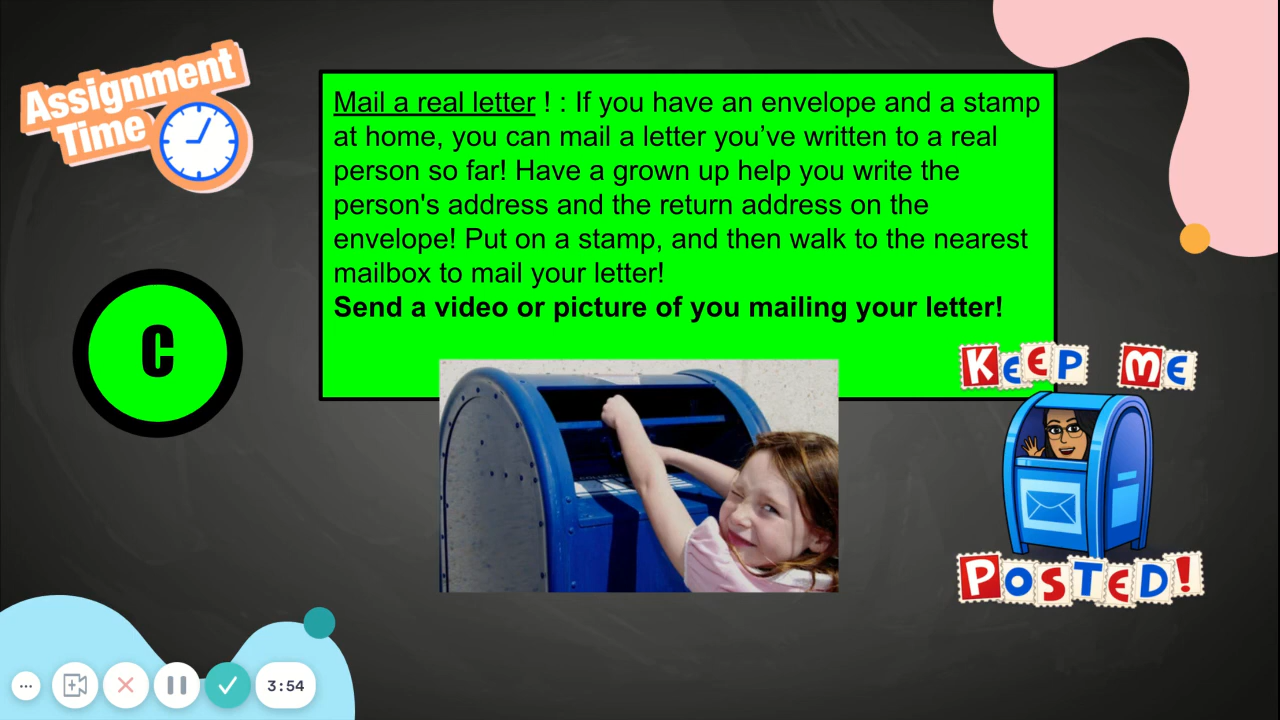 Assignment
Time
Mail a real letter ! : If you have an envelope and a stamp
at home, you can mail a letter you’ve written to a real
person so far! Have a grown up help you write the
person's address and the return address on the
envelope! Put on a stamp, and then walk to the nearest
mailbox to mail your letter!
Send a video or picture of you mailing your letter!
C
KEEP ME
POSTED!
3:54